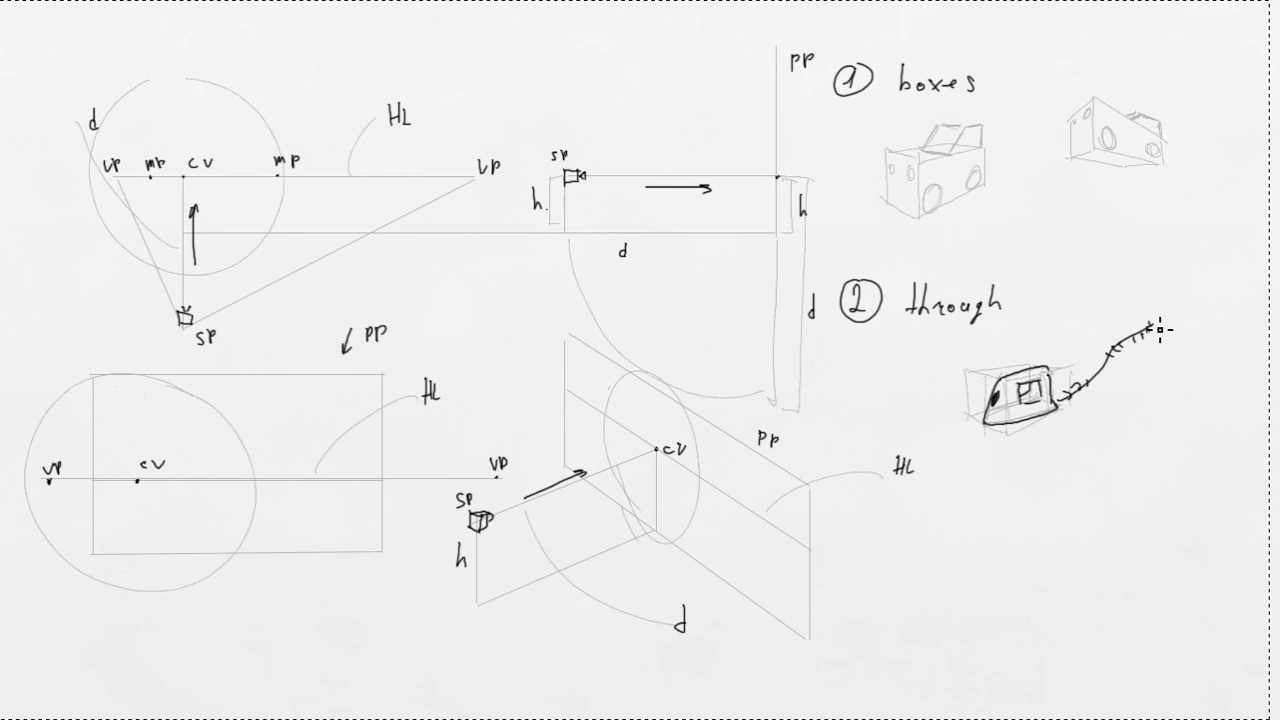 d
HL
VP MP CV MP VP
SP
SP
h
d
PP
h
d
① boxes
② through
PP
HL
VP CV VP
SP
h
CV
PP
HL
d